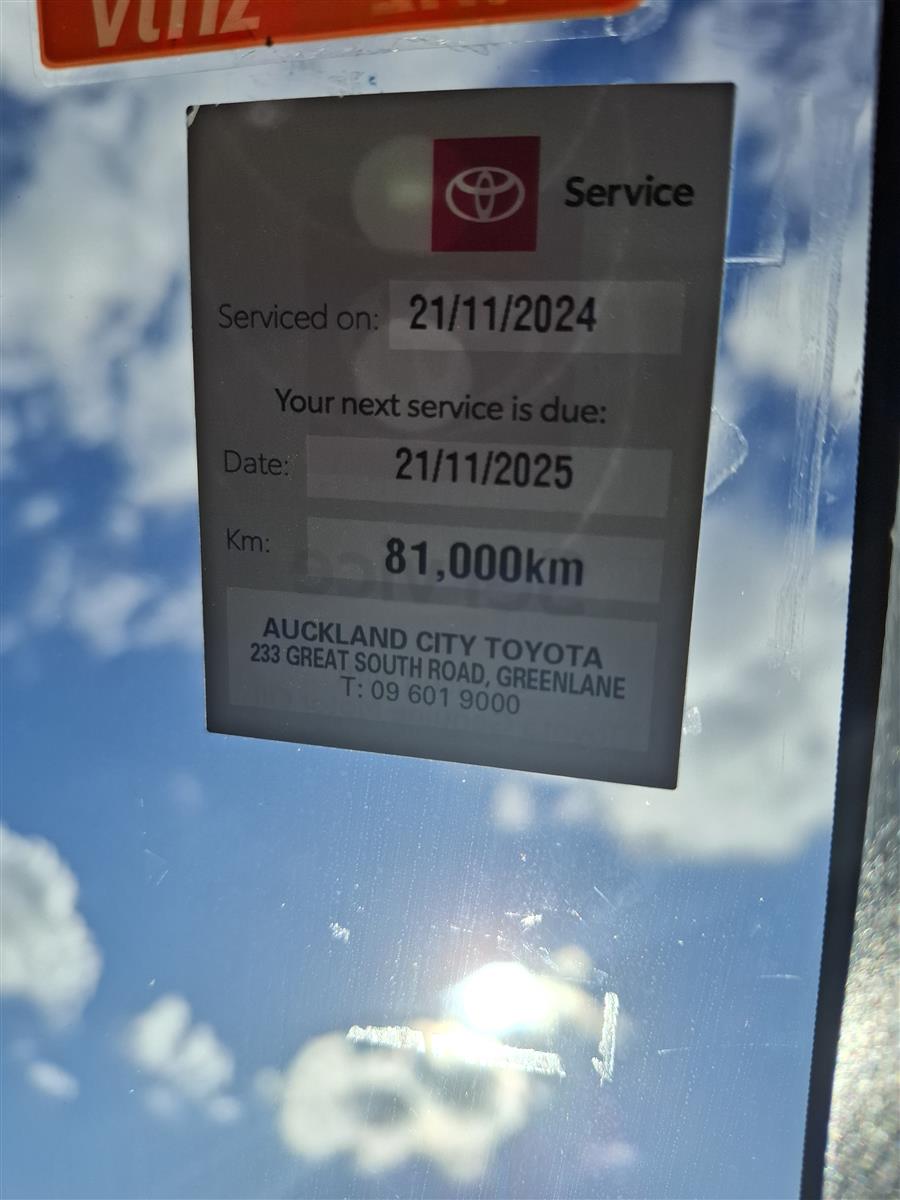 Service
Serviced on: 21/11/2024
Your next service is due:
Date: 21/11/2025
Km: 81,000km
AUCKLAND CITY TOYOTA
233 GREAT SOUTH ROAD, GREENLANE
T: 09 601 9000